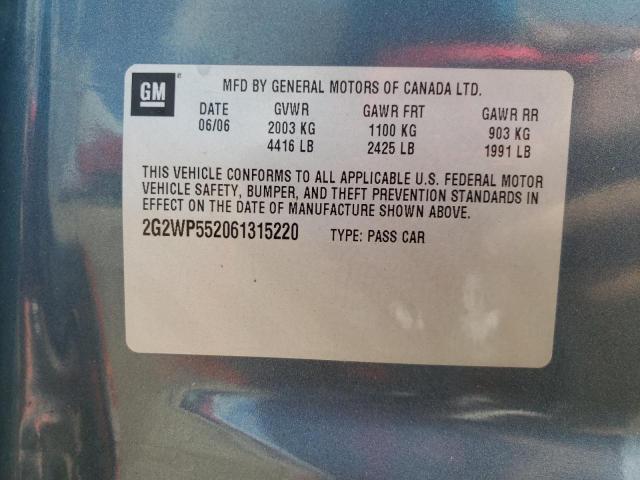 GM
MFD BY GENERAL MOTORS OF CANADA LTD.
DATE GVWR GAWR FRT GAWR RR
06/06 2003 KG 1100 KG 903 KG
4416 LB 2425 LB 1991 LB
THIS VEHICLE CONFORMS TO ALL APPLICABLE U.S. FEDERAL MOTOR
VEHICLE SAFETY, BUMPER, AND THEFT PREVENTION STANDARDS IN
EFFECT ON THE DATE OF MANUFACTURE SHOWN ABOVE.
2G2WP552061315220 TYPE: PASS CAR